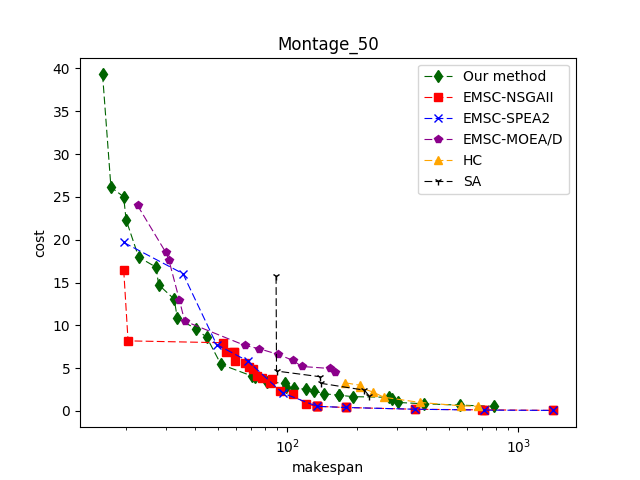 Montage_50
40
35
30
25
20
15
10
5
0
cost
10²
10³
makespan
Our method
EMSC-NSGAII
EMSC-SPEA2
EMSC-MOEA/D
HC
SA